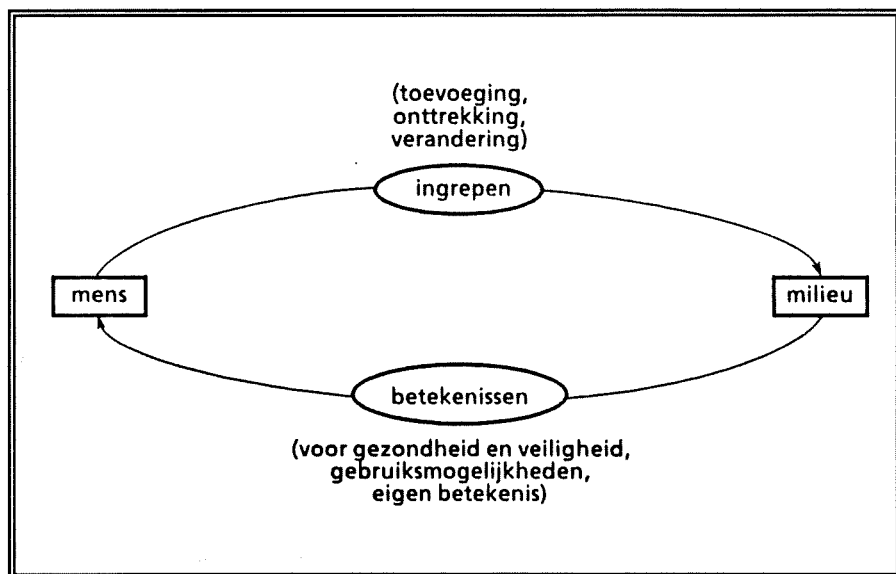 (toevoeging,
onttrekking,
verandering)
ingrepen
mens
milieu
betekenissen
(voor gezondheid en veiligheid,
gebruiksmogelijkheden,
eigen betekenis)